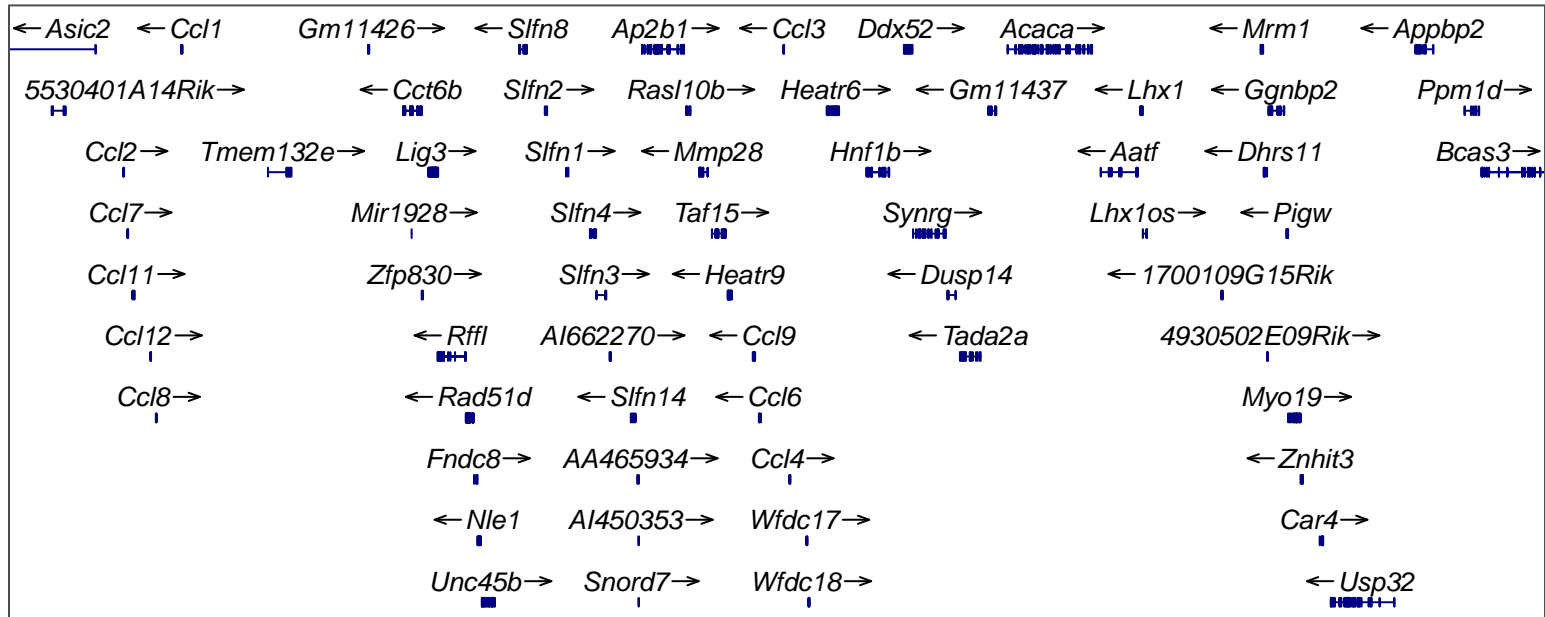 ←Asic2 ←Ccl1 Gm11426→ ←Slfn8 Ap2b1→ ←Ccl3 Ddx52→ Acaca→ Mrm1→ ←Appbp2
5530401A14Rik→ ←Cct6b Slfn2→ Rasl10b→ Heatr6→ ←Gm11437 ←Lhx1 ←Ggnbp2 Ppm1d→
Ccl2→ Tmem132e→ Lig3→ Slfn1→ ←Mmp28 Hnf1b→ ←Aatf ←Dhrs11 Bcas3→
Ccl7→ Mir1928→ Slfn4→ Taf15→ Synrg→ Lhx1os→ ←Pigw
Ccl11→ Zfp830→ Slfn3→ ←Heatr9 ←Dusp14 ←1700109G15Rik
Ccl12→ ←Rffl AI662270→ ←Ccl9 ←Tada2a 4930502E09Rik→
Ccl8→ ←Rad51d ←Slfn14 ←Ccl6 Myo19→
Fndc8→ AA465934→ Ccl4→ ←Znhit3
←Nle1 AI450353→ Wfdc17→ Car4→
Unc45b→ Snord7→ Wfdc18→ ←Usp32